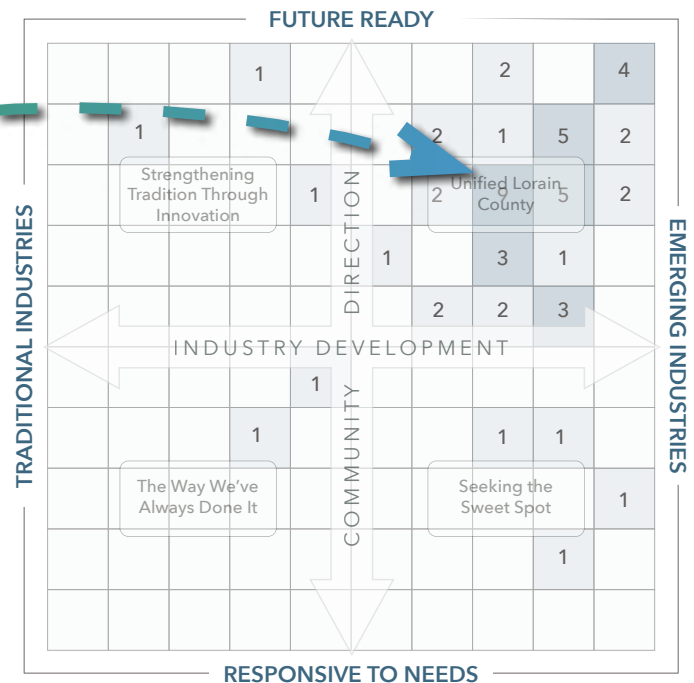 FUTURE READY
1 2 4
1 2 1 5 2
Strengthening
Tradition Through
Innovation
1 2 9 5 2
Unified Lorain
County
1 3 1
2 2 3
TRADITIONAL INDUSTRIES
EMERGING INDUSTRIES
INDUSTRY DEVELOPMENT
COMMUNITY DIRECTION
1
1 1 1
The Way We've
Always Done It
Seeking the
Sweet Spot
1
1
RESPONSIVE TO NEEDS